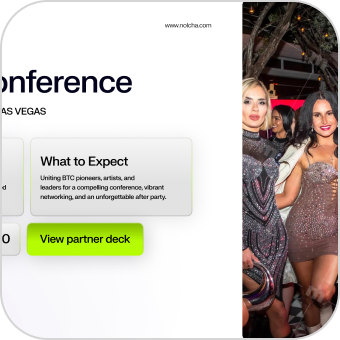 www.nolcha.com
onference
AS VEGAS
What to Expect
Uniting BTC pioneers, artists, and
d
leaders for a compelling conference, vibrant
networking, and an unforgettable after party.
0
View partner deck